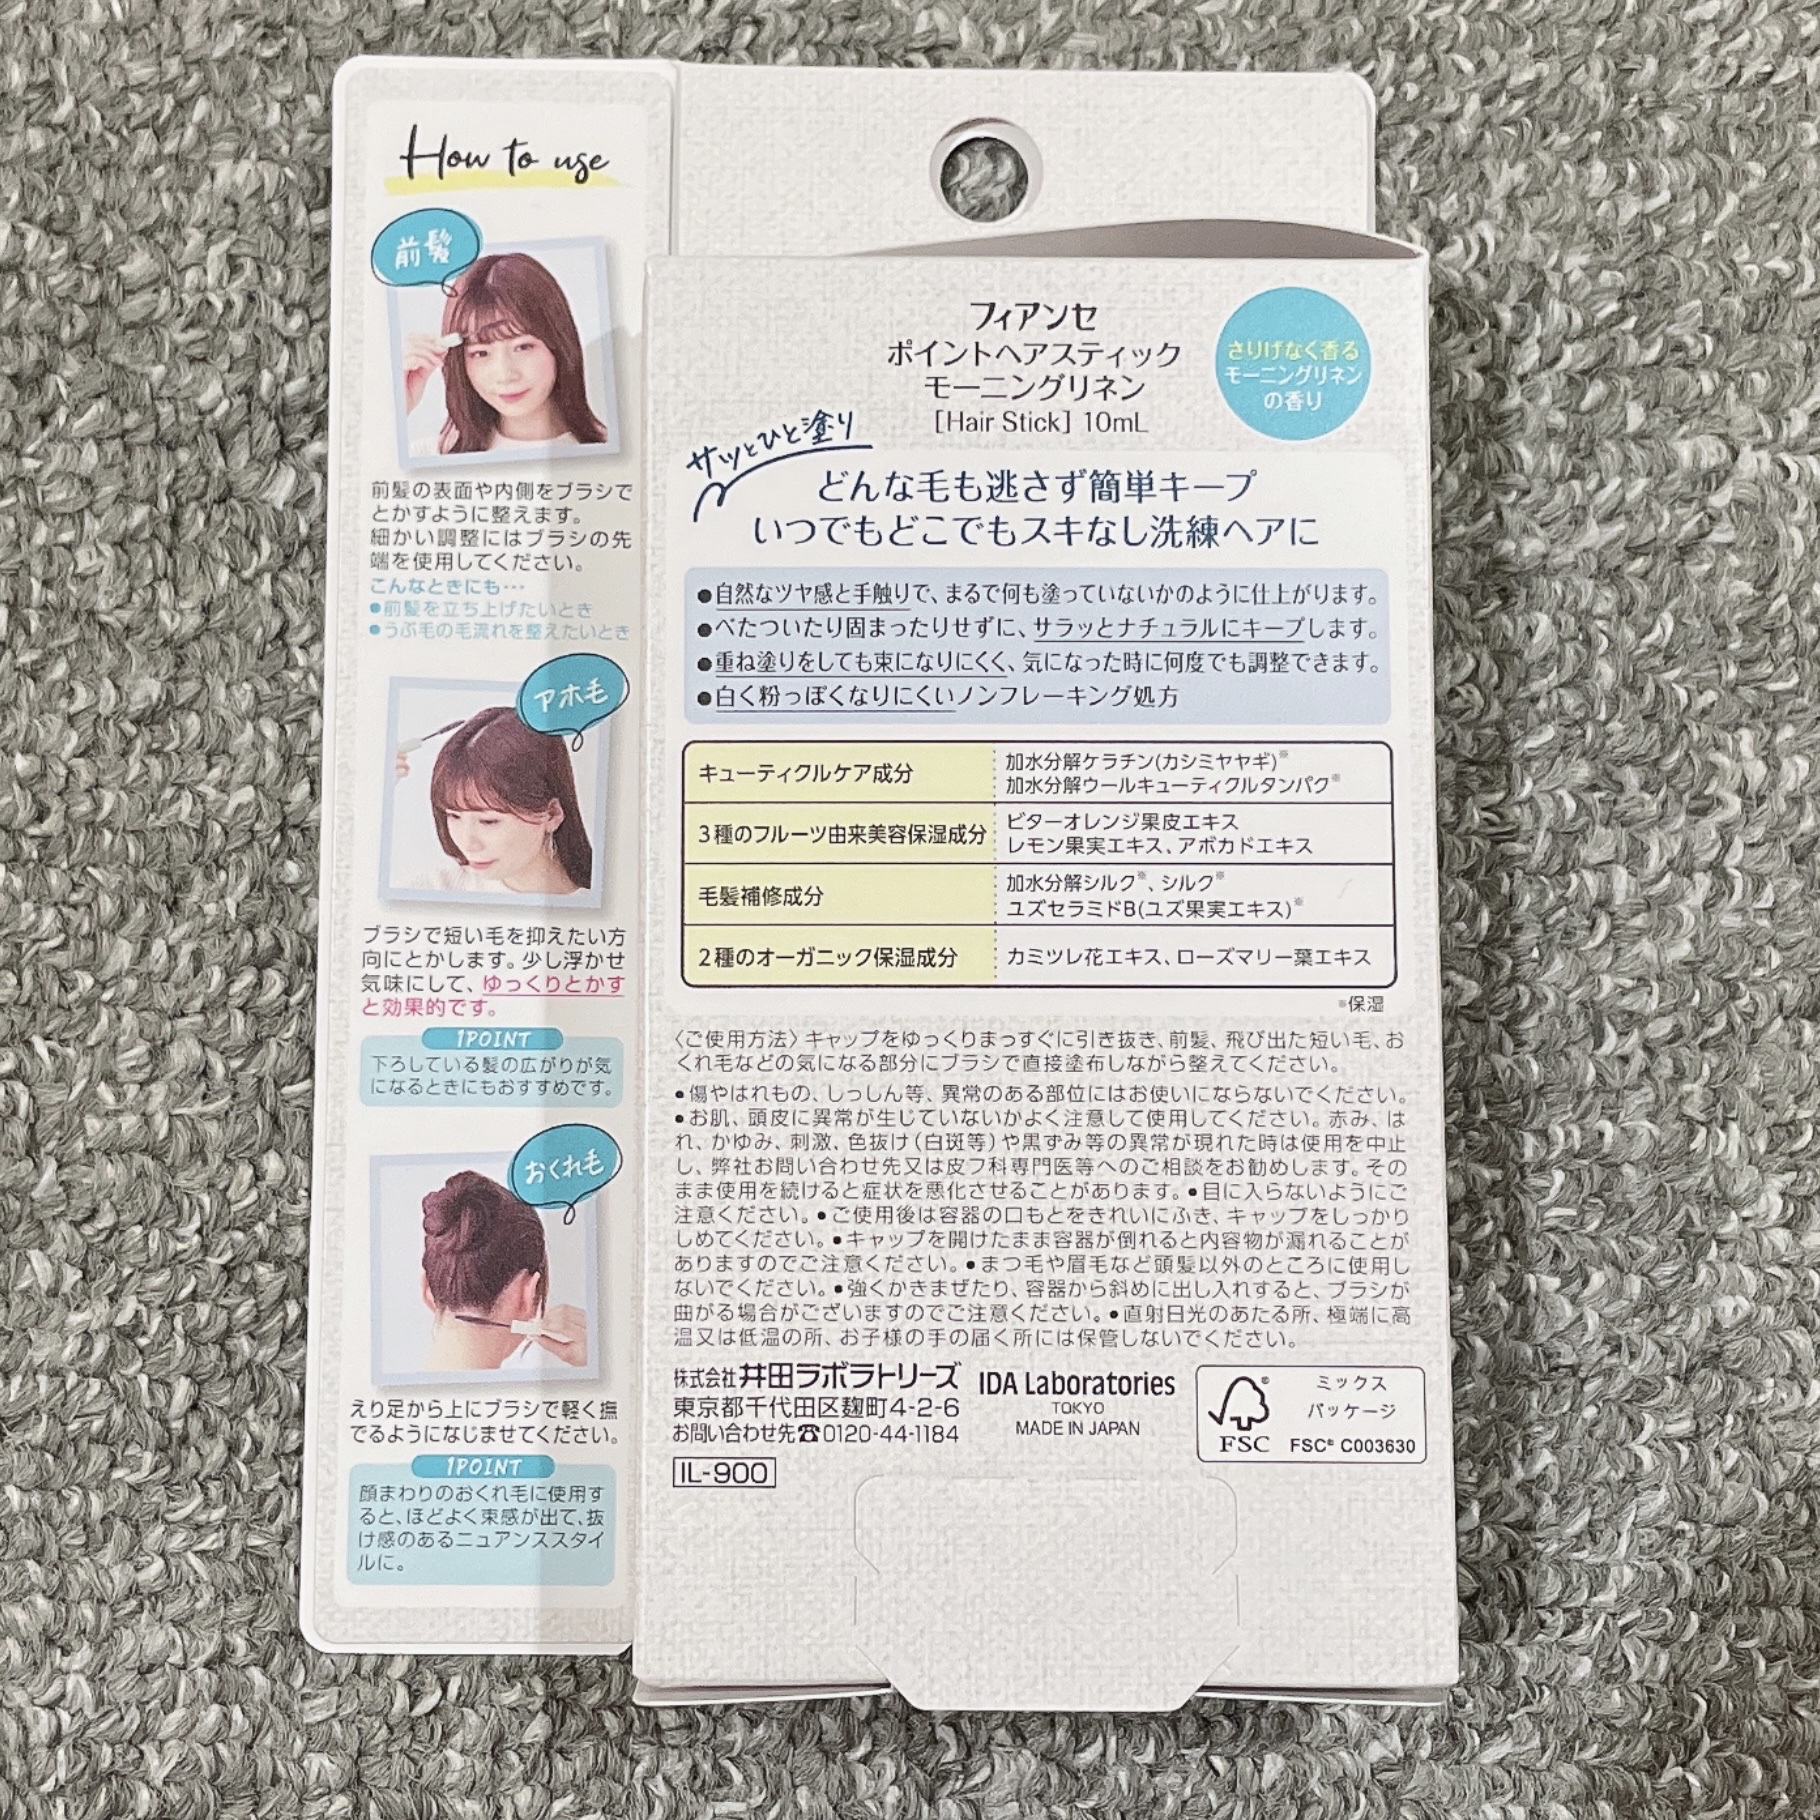 How to use
前髪
前髪の表面や内側をブラシで
とかすように整えます。
細かい調整にはブラシの先
端を使用してください。
こんなときにも…
●前髪を立ち上げたいとき
●うぶ毛の毛流れを整えたいとき
アホ毛
ブラシで短い毛を抑えたい方
向にとかします。少し浮かせ
気味にして、ゆっくりとかす
と効果的です。
1POINT
下ろしている髪の広がりが気
になるときにもおすすめです。
おくれ毛
えり足から上にブラシで軽く撫
でるようになじませてください。
1POINT
顔まわりのおくれ毛に使用す
ると、ほどよく束感が出て、抜
け感のあるニュアンススタイ
ルに。
フィアンセ
ポイントヘアスティック
モーニングリネン
[Hair Stick] 10mL
さりげなく香る
モーニングリネン
の香り
サッとひと塗り
どんな毛も逃さず簡単キープ
いつでもどこでもスキなし洗練ヘアに
●自然なツヤ感と手触りで、まるで何も塗っていないかのように仕上がります。
●べたついたり固まったりせずに、サラッとナチュラルにキープします。
●重ね塗りをしても束になりにくく、気になった時に何度でも調整できます。
●白く粉っぽくなりにくいノンフレーキング処方
キューティクルケア成分
加水分解ケラチン(カシミヤヤギ)※
加水分解ウールキューティクルタンパク※
3種のフルーツ由来美容保湿成分
ビターオレンジ果皮エキス
レモン果実エキス、アボカドエキス
毛髪補修成分
加水分解シルク※、シルク※
ユズセラミドB(ユズ果実エキス)※
2種のオーガニック保湿成分
カミツレ花エキス、ローズマリー葉エキス
※保湿
〈ご使用方法〉キャップをゆっくりまっすぐに引き抜き、前髪、飛び出た短い毛、お
くれ毛などの気になる部分にブラシで直接塗布しながら整えてください。
•傷やはれもの、しっしん等、異常のある部位にはお使いにならないでください。
•お肌、頭皮に異常が生じていないかよく注意して使用してください。赤み、は
れ、かゆみ、刺激、色抜け(白斑等)や黒ずみ等の異常が現れた時は使用を中止
し、弊社お問い合わせ先又は皮フ科専門医等へのご相談をお勧めします。その
まま使用を続けると症状を悪化させることがあります。•目に入らないようにご
注意ください。•ご使用後は容器の口もとをきれいにふき、キャップをしっかり
しめてください。•キャップを開けたまま容器が倒れると内容物が漏れることが
ありますのでご注意ください。•まつ毛や眉毛など頭髪以外のところに使用し
ないでください。•強くかきまぜたり、容器から斜めに出し入れすると、ブラシが
曲がる場合がございますのでご注意ください。•直射日光のあたる所、極端に高
温又は低温の所、お子様の手の届く所には保管しないでください。
株式会社井田ラボラトリーズ
東京都千代田区麹町4-2-6
お問い合わせ先☎0120-44-1184
IL-900
IDA Laboratories
TOKYO
MADE IN JAPAN
FSC®
ミックス
パッケージ
FSC® C003630